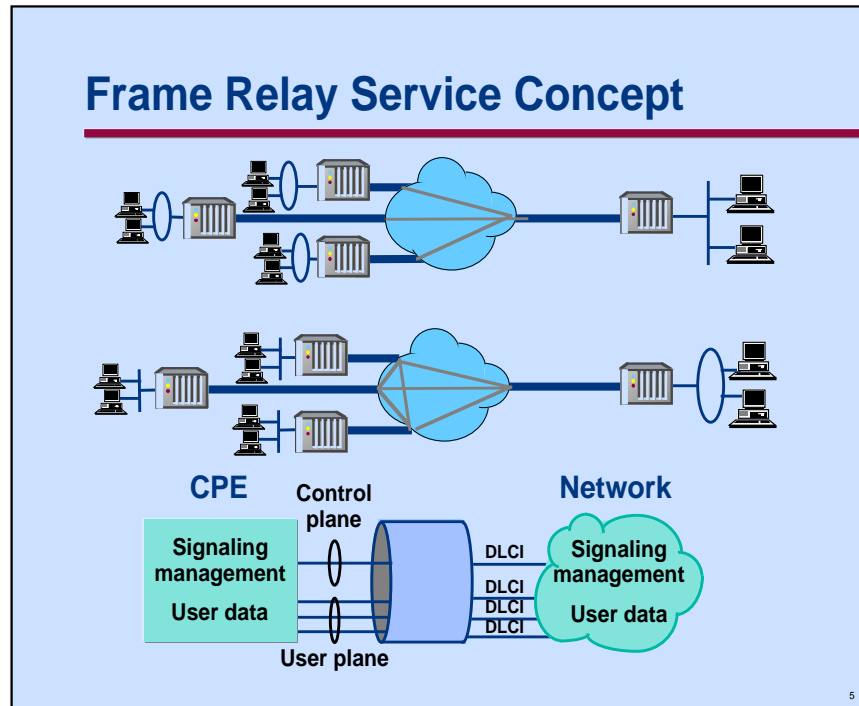 Frame Relay Service Concept
CPE
Control
plane
Network
Signaling
management
User data
User plane
DLCI
DLCI
DLCI
DLCI
Signaling
management
User data
5